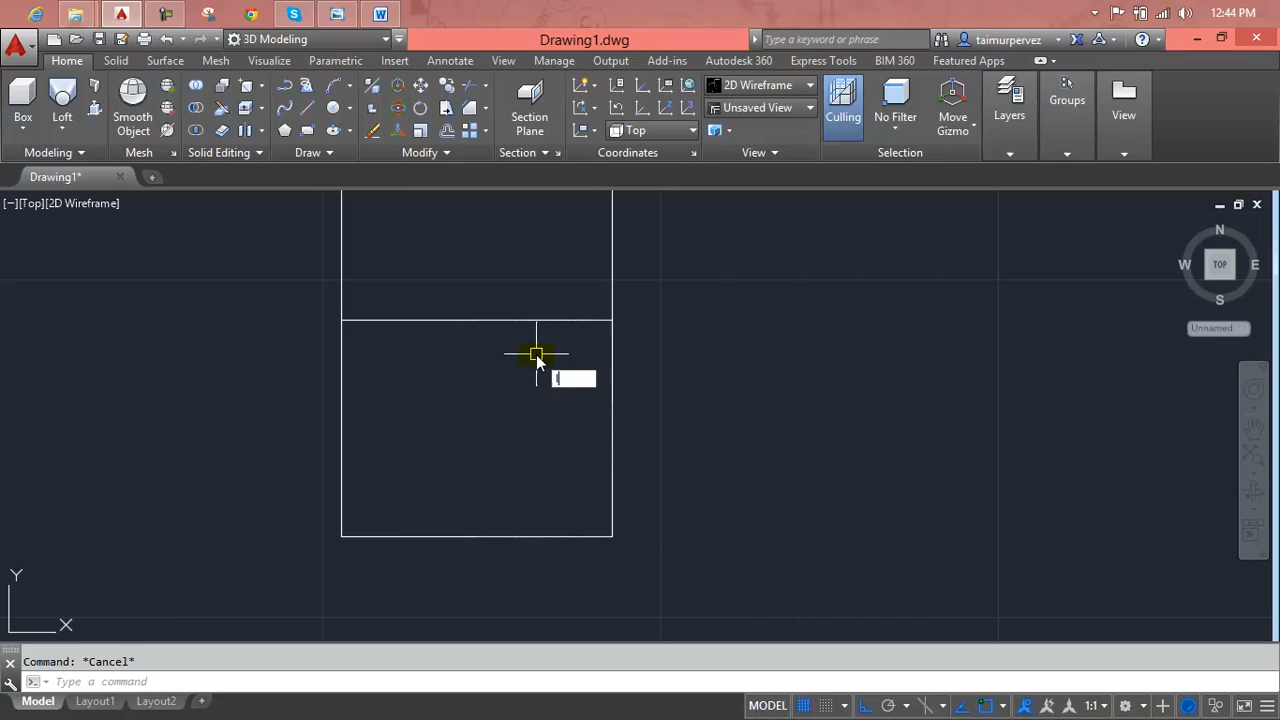 12:44 PM
3D Modeling
Drawing1.dwg
Type a keyword or phrase
taimurpervez
Home
Solid
Surface
Mesh
Visualize
Parametric
Insert
Annotate
View
Manage
Output
Add-ins
Autodesk 360
Express Tools
BIM 360
Featured Apps
Box
Loft
Smooth
Object
Section
Plane
2D Wireframe
Unsaved View
Top
Culling
No Filter
Move
Gizmo
Layers
Groups
View
Modeling
Mesh
Solid Editing
Draw
Modify
Section
Coordinates
View
Selection
Drawing1*
[−][Top][2D Wireframe]
N
W
TOP
E
S
Unnamed
Y
X
Command: *Cancel*
Type a command
Model
Layout1
Layout2
MODEL
1:1